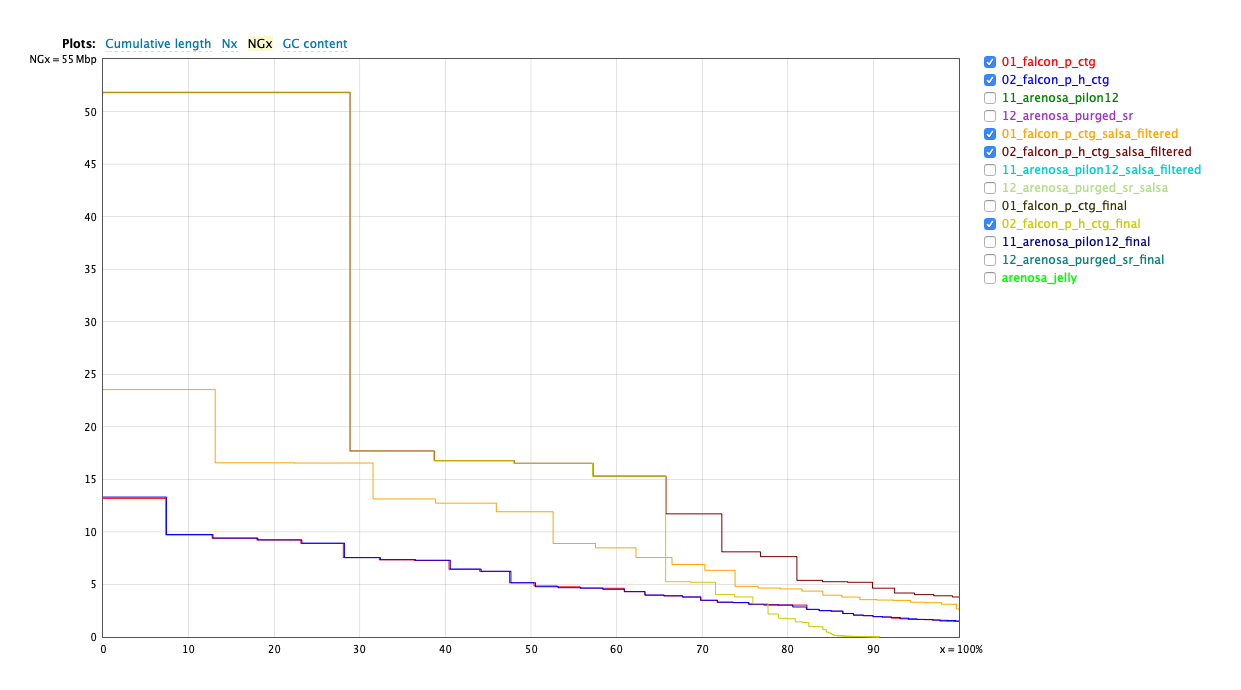 Plots: Cumulative length Nx NGx GC content
NGx = 55 Mbp
50
45
40
35
30
25
20
15
10
5
0
0 10 20 30 40 50 60 70 80 90 x = 100%
01_falcon_p_ctg
02_falcon_p_h_ctg
11_arenosa_pilon12
12_arenosa_purged_sr
01_falcon_p_ctg_salsa_filtered
02_falcon_p_h_ctg_salsa_filtered
11_arenosa_pilon12_salsa_filtered
12_arenosa_purged_sr_salsa
01_falcon_p_ctg_final
02_falcon_p_h_ctg_final
11_arenosa_pilon12_final
12_arenosa_purged_sr_final
arenosa_jelly